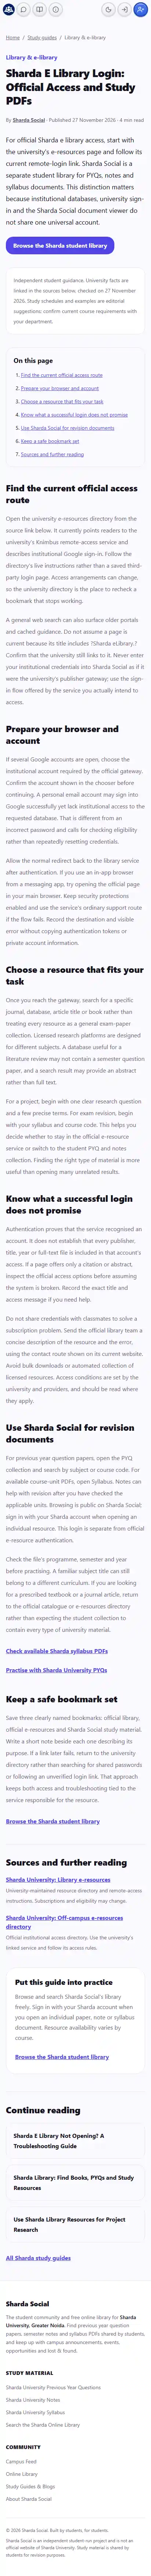 Home / Study guides / Library & e-library
Library & e-library
Sharda E Library Login:
Official Access and Study
PDFs
By Sharda Social · Published 27 November 2026 · 4 min read
For official Sharda e library access, start with
the university's e-resources page and follow its
current remote-login link. Sharda Social is a
separate student library for PYQs, notes and
syllabus materials. This distinction matters
because institutional databases, university sign-in
and the Sharda Social document viewer do
not share one universal account.
Browse the Sharda student library
Independent student guidance. University facts are
linked in the sources below, checked on 27 November
2026. Study schedules and examples are editorial
suggestions; confirm current course requirements with
your department.
On this page
1. Find the current official access route
2. Prepare your browser and account
3. Choose a resource that fits your task
4. Know what a successful login does not promise
5. Use Sharda Social for revision documents
6. Keep a safe bookmark set
7. Sources and further reading
Find the current official access
route
Open the university e-resources directory from the
source link below. It currently points readers to the
university's Knimbus remote-access service and
describes institutional Google sign-in. Follow the
directory's link rather than an old tutorial or third-
party login page. Access arrangements can change,
so the university directory is the place to recheck a
bookmark that stops working.
A general web search can also surface older portals
and cached guidance. Do not assume a page is
current because its title includes ?Sharda eLibrary.?
Confirm that the university still links to it. Never enter
your institutional credentials into Sharda Social as if it
were the university's publisher gateway; use the sign-
in flow offered by the service you actually intend to
access.
Prepare your browser and
account
If several Google accounts are open, choose the
institutional account required by the official gateway.
Confirm the account shown on the chooser before
continuing. A personal email account may sign into
Google successfully yet lack institutional access to the
requested database. That is different from an
incorrect password and calls for checking eligibility
rather than repeatedly resetting credentials.
Allow the normal redirect back to the library service
after authentication. If you use an in-app browser
from a messaging app, try opening the official page
in your main browser. Keep security protections
enabled and use the service's ordinary support route
if the flow fails. Record the destination and visible
error without copying authentication tokens or
private account information.
Choose a resource that fits your
task
Once you reach the gateway, search for a specific
journal, database, article title or book rather than
treating every resource as a general exam-paper
collection. Licensed research platforms are designed
for different subjects. A database useful for a
literature review may not contain a semester question
paper, and a search result may provide an abstract
rather than full text.
For a project, begin with one clear research question
and a few precise terms. For exam revision, begin
with your syllabus and course code. This helps you
decide whether to stay in the official e-resource
system or switch to the student PYQ and notes
collection. Finding the right type of material is more
useful than opening many unrelated results.
Know what a successful login
does not promise
Authentication proves that the service recognised an
account. It does not establish that every publisher,
title, year or full-text file is included in that account's
access. If a page offers only a citation or abstract,
check the licence and access message before treating
the system as broken. Record the exact title and
access message if you need help.
Do not share credentials with classmates to solve a
subscription problem. Send the official library team a
concise description of the resource and the error,
using the contact route shown on its current website.
Avoid bulk downloads or automated collection of
licensed articles. Access conditions are set by the
university and providers, and should be read where
they apply.
Use Sharda Social for revision
documents
For previous year question papers, open the PYQ
collection and search by subject or course code. For
available course-unit PDFs, open Syllabus. Notes can
help with revision after you have checked the
applicable units. Browsing is public on Sharda Social;
sign in with your Sharda account when opening an
individual resource. This login is separate from official
e-resource authentication.
Check the file's programme, semester and year
before practising. A familiar subject title can still
belong to a different curriculum. If you are looking
for a licensed textbook or a journal article, return
to the official catalogue or e-resources directory
rather than expecting the student collection to
contain every type of university material.
Check available Sharda syllabus PDFs
Practise with Sharda University PYQs
Keep a safe bookmark set
Save three clearly named bookmarks: official library,
official e-resources and Sharda Social study material.
Write a short note beside each one describing its
purpose. If a link later fails, return to the university
directory rather than searching for shared passwords
or following an unverified login link. That approach
keeps both access and troubleshooting tied to the
organisation responsible for the resource.
Browse the Sharda student library
Sources and further reading
Sharda University: Library e-resources
University-maintained resource directory and remote-access
instructions. Subscriptions and eligibility may change.
Sharda University: Off-campus e-resources
directory
Official institutional access directory. Use the university's
linked service and follow its access rules.
Put this guide into practice
Browse and search Sharda Social's library
freely. Sign in with your Sharda account when
you open an individual paper, note or syllabus
document. Resource availability varies by
course.
Browse the Sharda student library
Continue reading
Sharda E Library Not Opening? A
Troubleshooting Guide
Sharda Library: Find Books, PYQs and Study
Resources
Use Sharda Library Resources for Project
Research
All Sharda study guides
Sharda Social
The student community and free online library for Sharda
University, Greater Noida. Find previous year question
papers, semester notes and syllabus PDFs shared by students,
and keep up with campus announcements, events,
opportunities and lost & found.
STUDY MATERIAL
Sharda University Previous Year Questions
Sharda University Notes
Sharda University Syllabus
Search the Sharda Online Library
COMMUNITY
Campus Feed
Online Library
Study Guides & Blogs
About Sharda Social
© 2026 Sharda Social. Built by students, for students.
Sharda Social is an independent student-run project and is not an
official website of Sharda University. Study material is shared by
students for revision purposes.